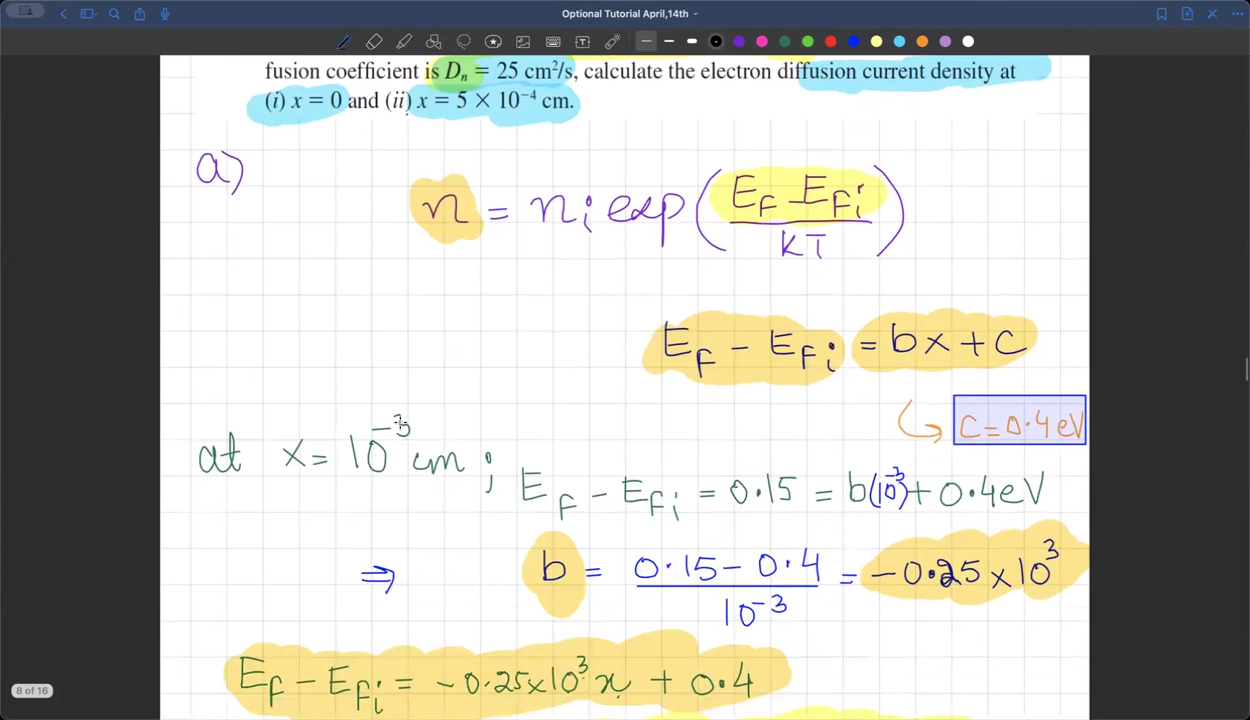 Optional Tutorial April,14th
fusion coefficient is Dₙ = 25 cm²/s, calculate the electron diffusion current density at
(i) x = 0 and (ii) x = 5 × 10⁻⁴ cm.
a)
n = nᵢ exp( (E_F - E_Fi) / kT )
E_F - E_Fi = bx + c
c = 0.4 eV
at x = 10⁻³ cm ;
E_F - E_Fi = 0.15 = b(10⁻³) + 0.4 eV
⇒ b = (0.15 - 0.4) / 10⁻³ = -0.25 × 10³
E_F - E_Fi = -0.25 × 10³ x + 0.4
8 of 16